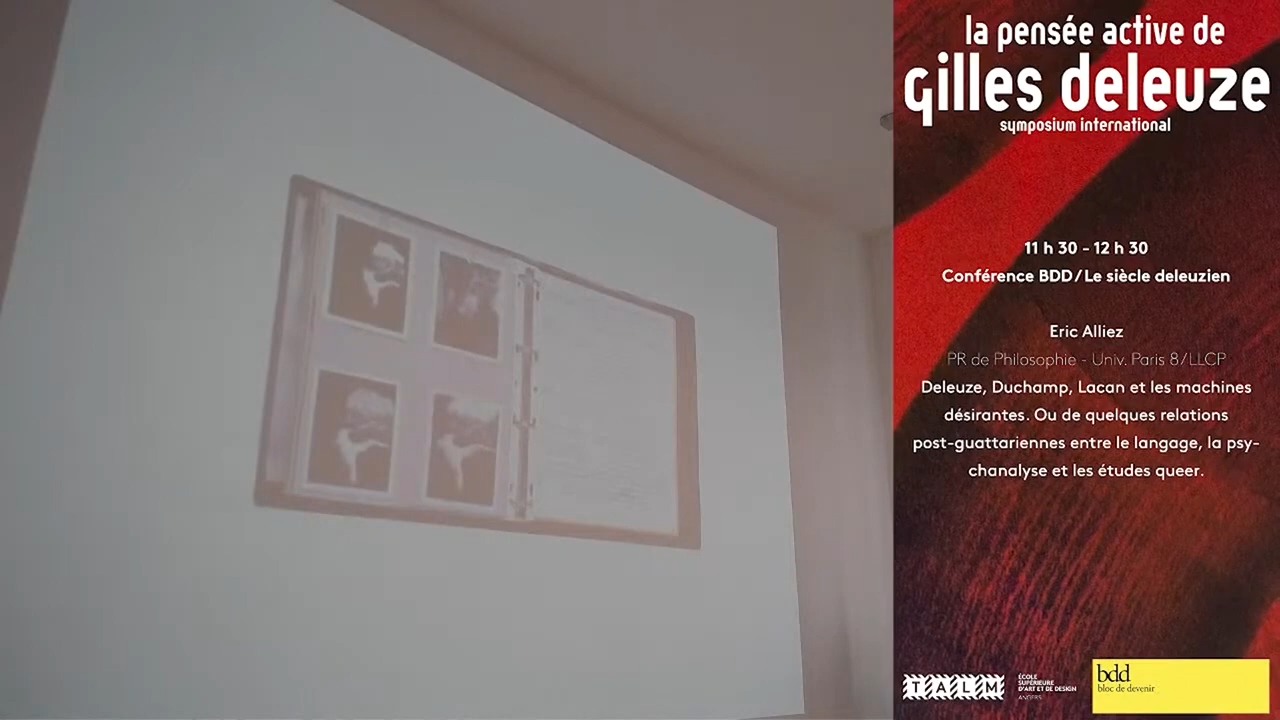 la pensée active de
gilles deleuze
symposium international
11 h 30 - 12 h 30
Conférence BDD / Le siècle deleuzien
Eric Alliez
PR de Philosophie - Univ. Paris 8 / LLCP
Deleuze, Duchamp, Lacan et les machines
désirantes. Ou de quelques relations
post-guattariennes entre le langage, la psy-
chanalyse et les études queer.
TALM
ÉCOLE
SUPÉRIEURE
D'ART ET DE DESIGN
ANGERS
bdd
bloc de devenir